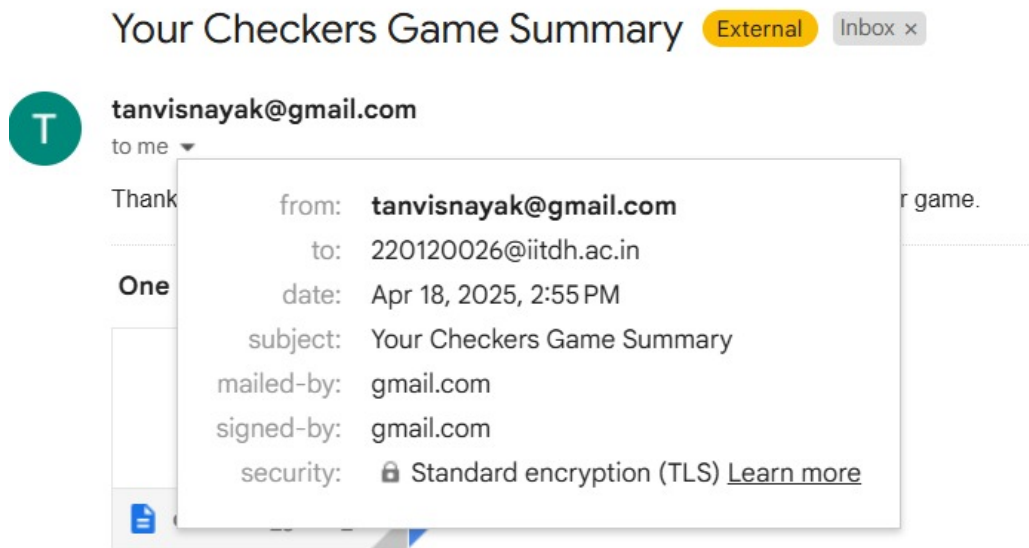 Your Checkers Game Summary External Inbox ×
T
tanvisnayak@gmail.com
to me
Thank r game.
from: tanvisnayak@gmail.com
to: 220120026@iitdh.ac.in
date: Apr 18, 2025, 2:55 PM
One
subject: Your Checkers Game Summary
mailed-by: gmail.com
signed-by: gmail.com
security: Standard encryption (TLS) Learn more